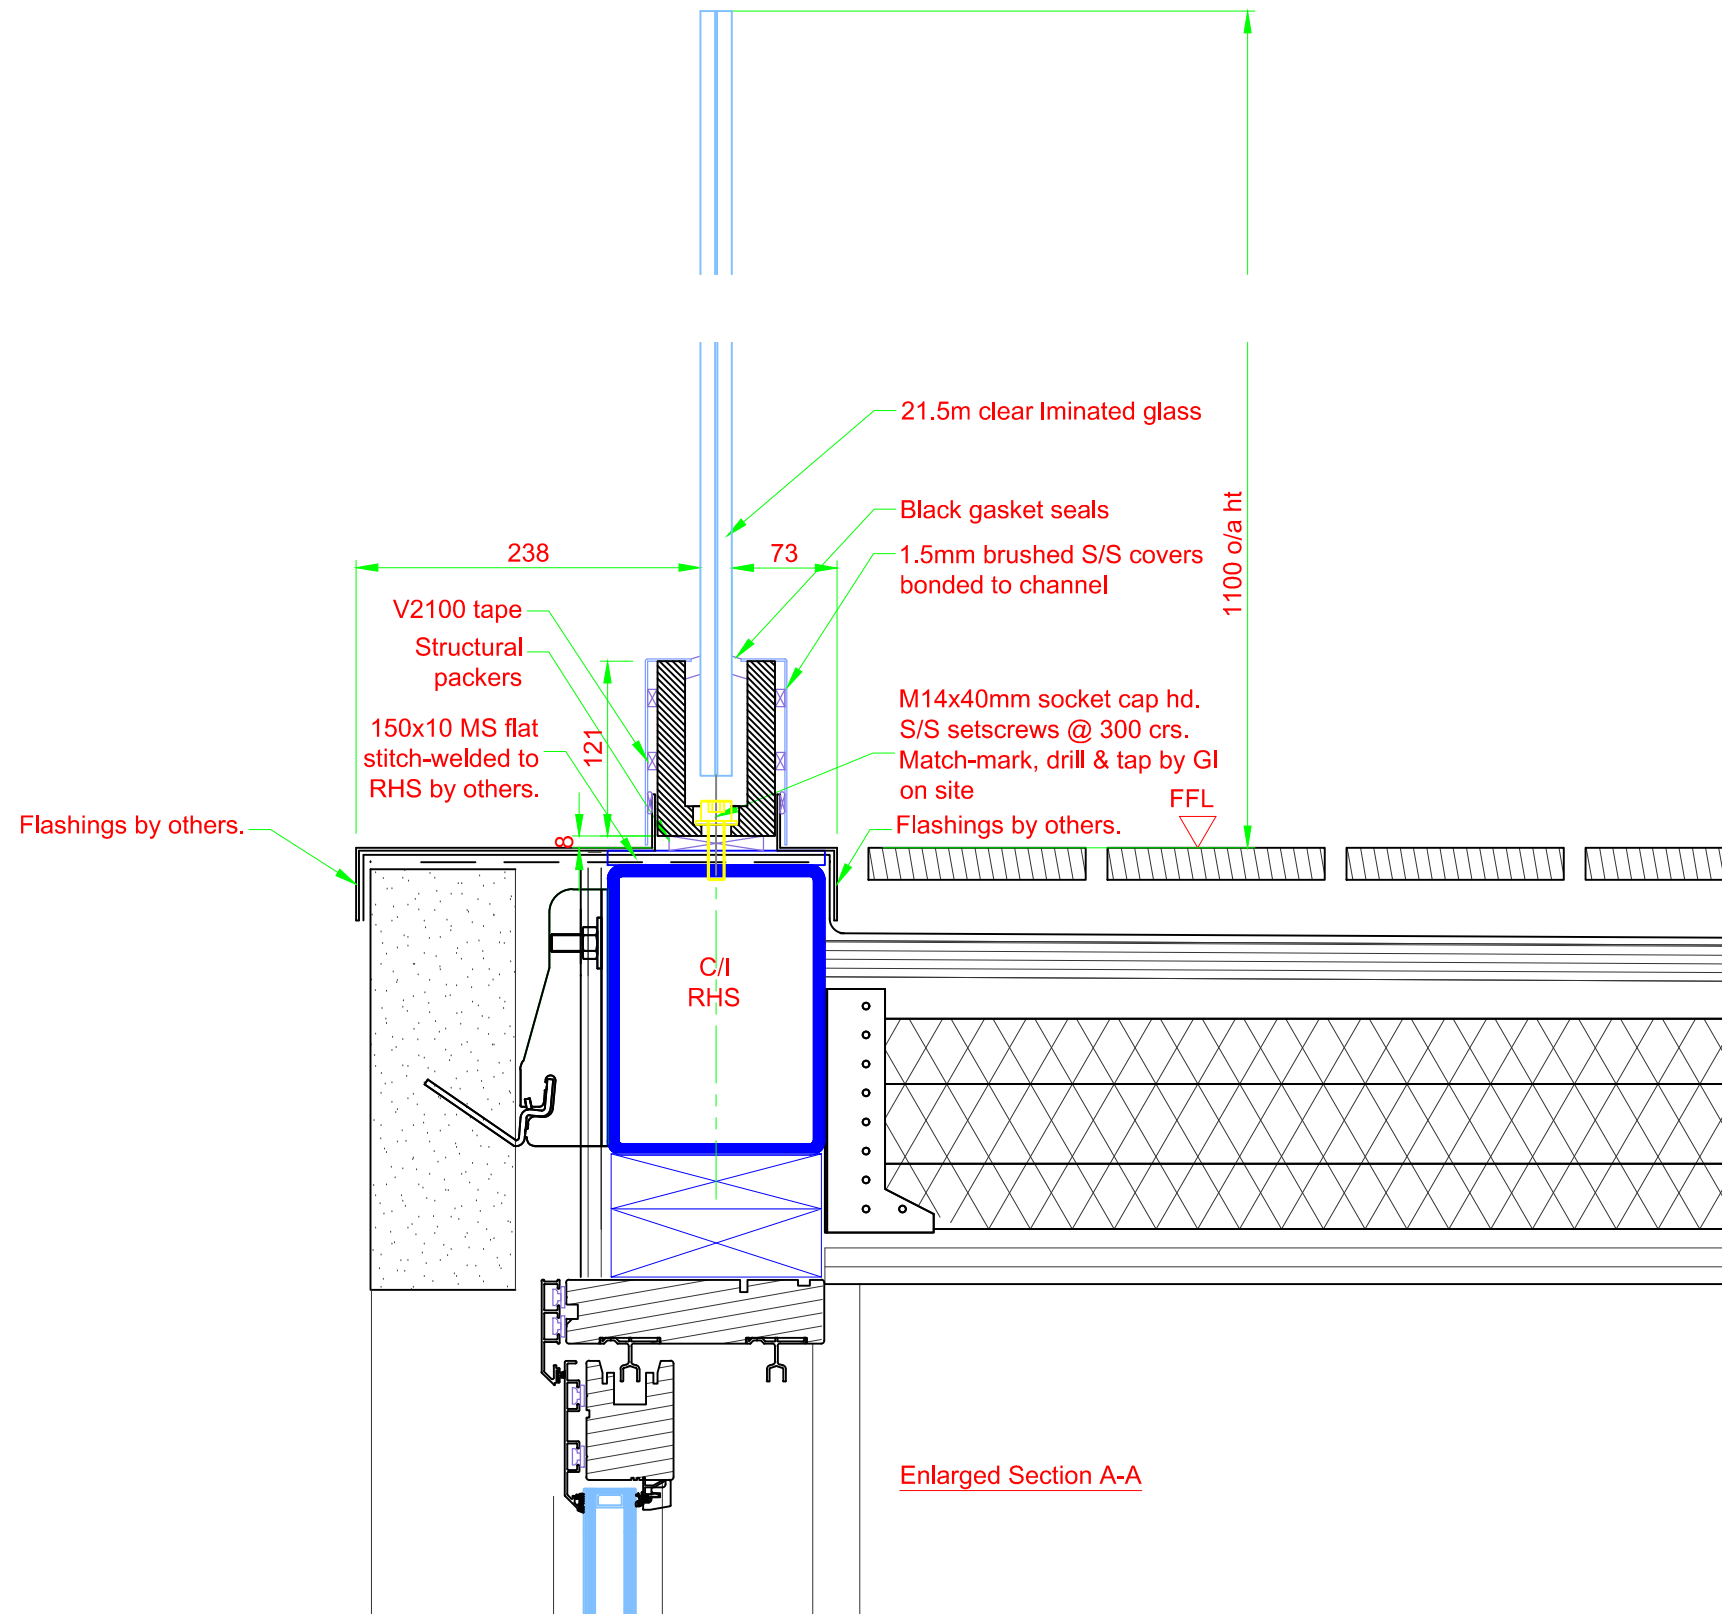 21.5m clear lminated glass
Black gasket seals
1.5mm brushed S/S covers
bonded to channel
1100 o/a ht
238
73
V2100 tape
Structural
packers
150x10 MS flat
stitch-welded to
RHS by others.
121
8
M14x40mm socket cap hd.
S/S setscrews @ 300 crs.
Match-mark, drill & tap by GI
on site
FFL
Flashings by others.
Flashings by others.
C/I
RHS
Enlarged Section A-A